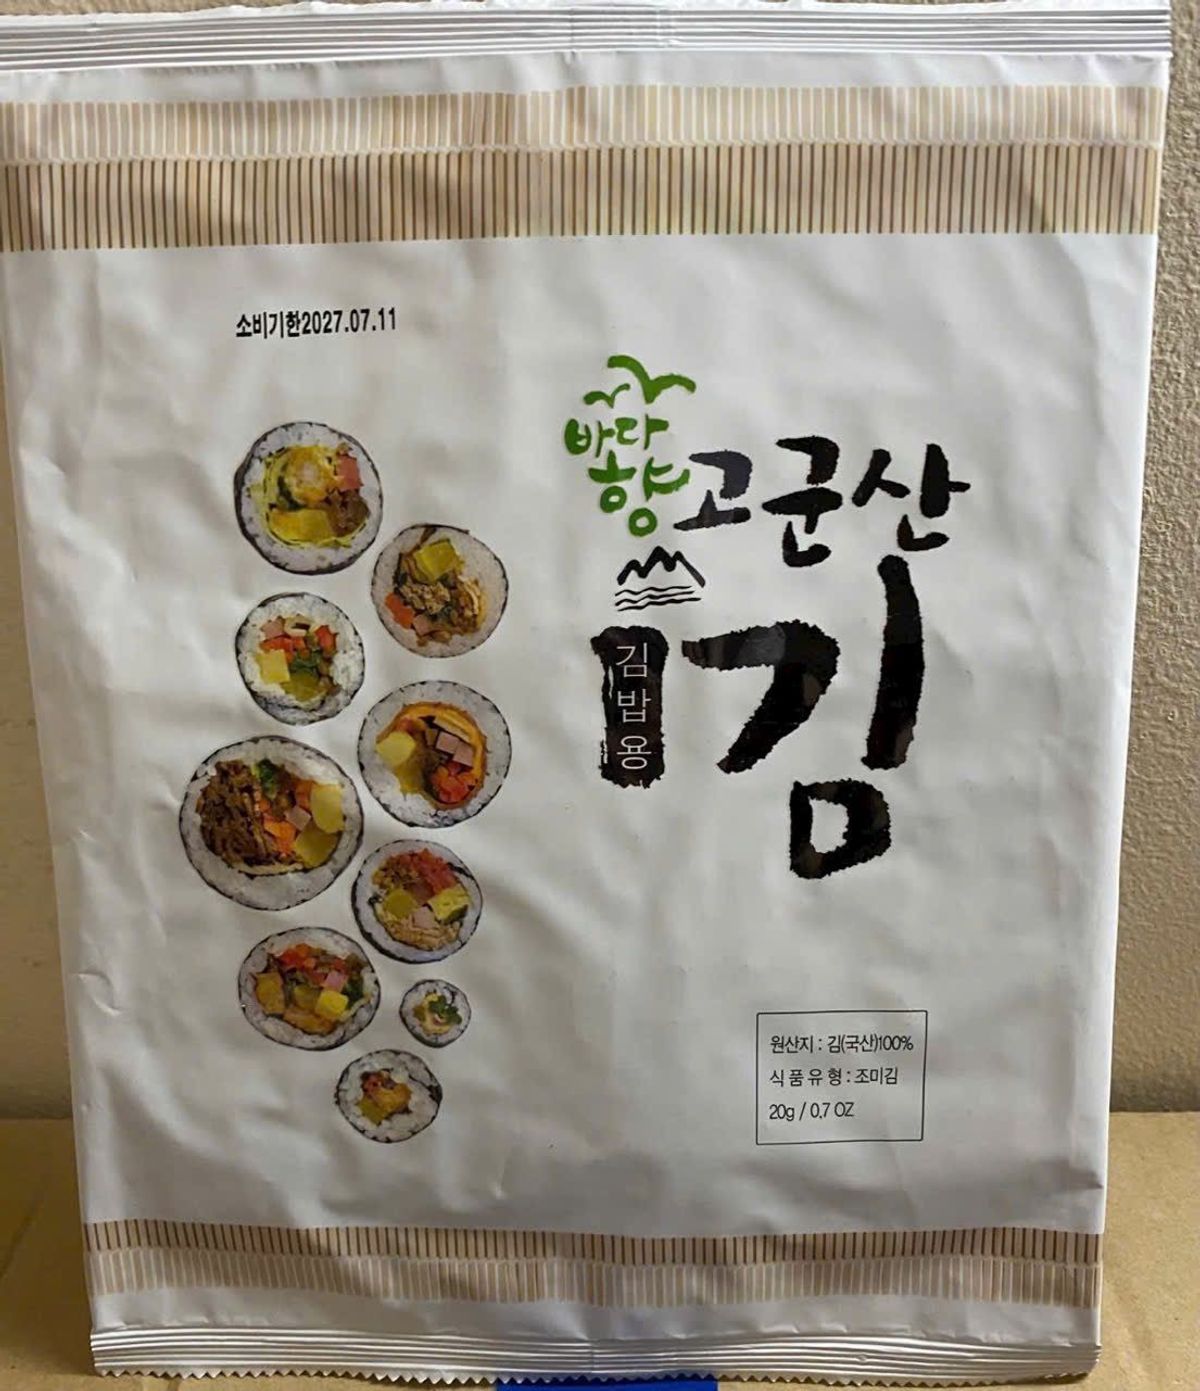 소비기한2027.07.11
바다
향
고군산
김
김밥용
원산지 : 김(국산)100%
식품유형 : 조미김
20g / 0.7 OZ